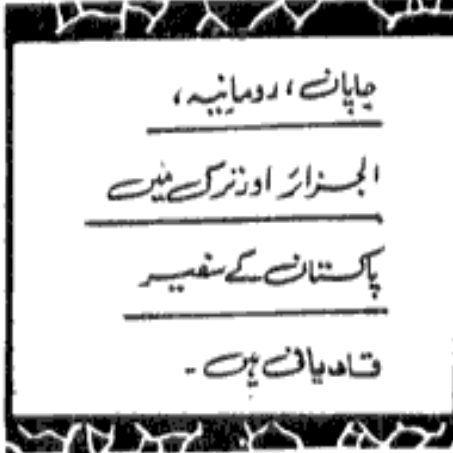 جاپان، رومانیہ،
الجزائر اور ترکی میں
پاکستان کے سفیر
قادیانی ہیں۔